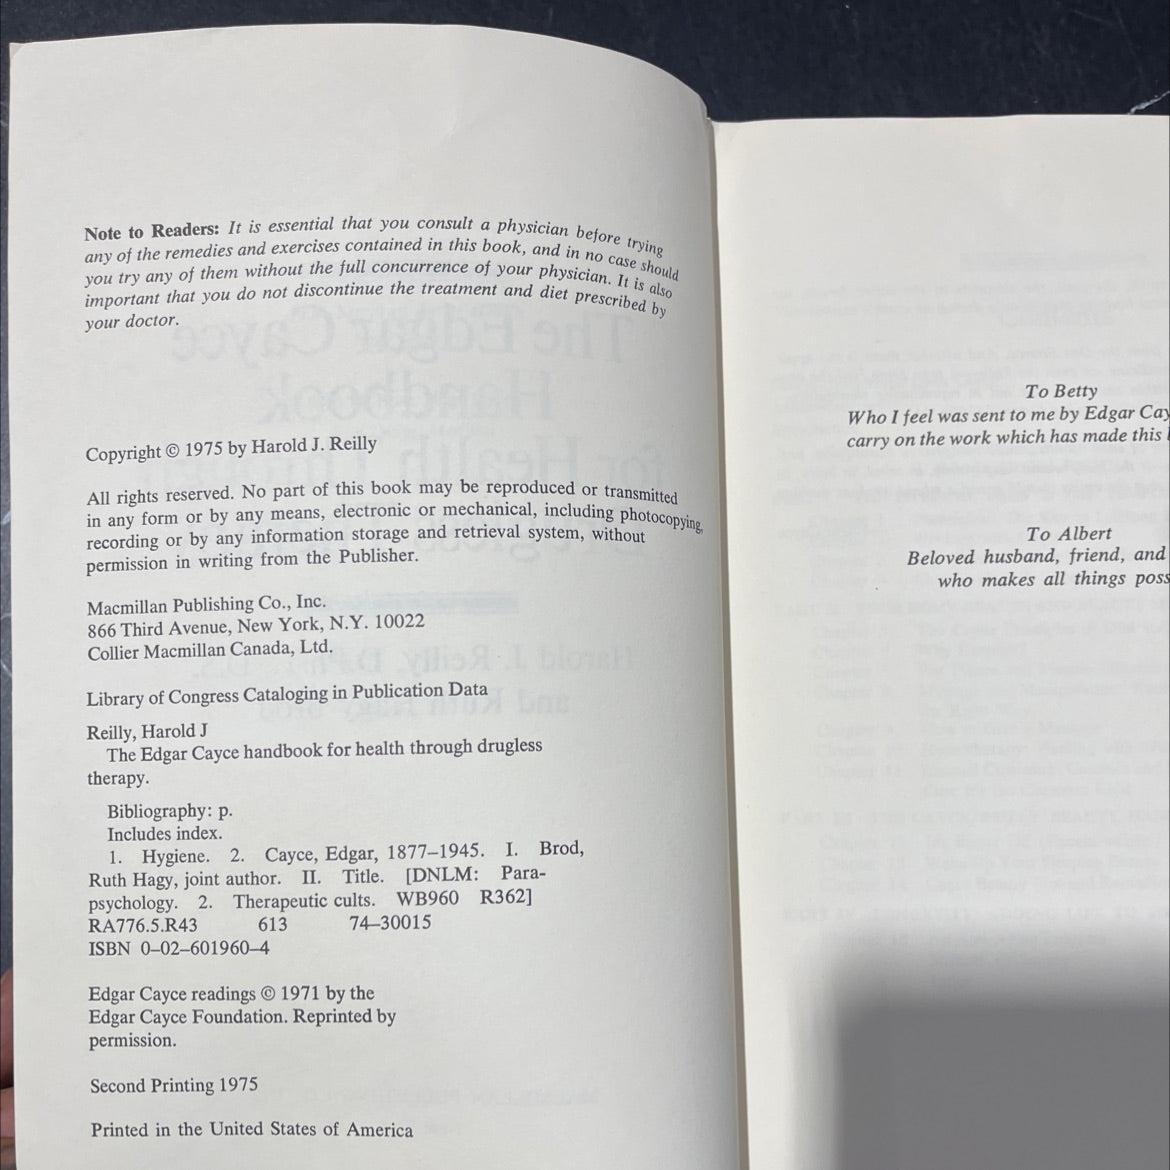 Note to Readers: It is essential that you consult a physician before trying
any of the remedies and exercises contained in this book, and in no case should
you try any of them without the full concurrence of your physician. It is also
important that you do not discontinue the treatment and diet prescribed by
your doctor.
Copyright © 1975 by Harold J. Reilly
All rights reserved. No part of this book may be reproduced or transmitted
in any form or by any means, electronic or mechanical, including photocopying,
recording or by any information storage and retrieval system, without
permission in writing from the Publisher.
Macmillan Publishing Co., Inc.
866 Third Avenue, New York, N.Y. 10022
Collier Macmillan Canada, Ltd.
Library of Congress Cataloging in Publication Data
Reilly, Harold J
The Edgar Cayce handbook for health through drugless
therapy.
Bibliography: p.
Includes index.
1. Hygiene. 2. Cayce, Edgar, 1877–1945. I. Brod,
Ruth Hagy, joint author. II. Title. [DNLM: Para-
psychology. 2. Therapeutic cults. WB960 R362]
RA776.5.R43 613 74–30015
ISBN 0–02–601960–4
Edgar Cayce readings © 1971 by the
Edgar Cayce Foundation. Reprinted by
permission.
Second Printing 1975
Printed in the United States of America
To Betty
Who I feel was sent to me by Edgar Cay
carry on the work which has made this
To Albert
Beloved husband, friend, and
who makes all things poss